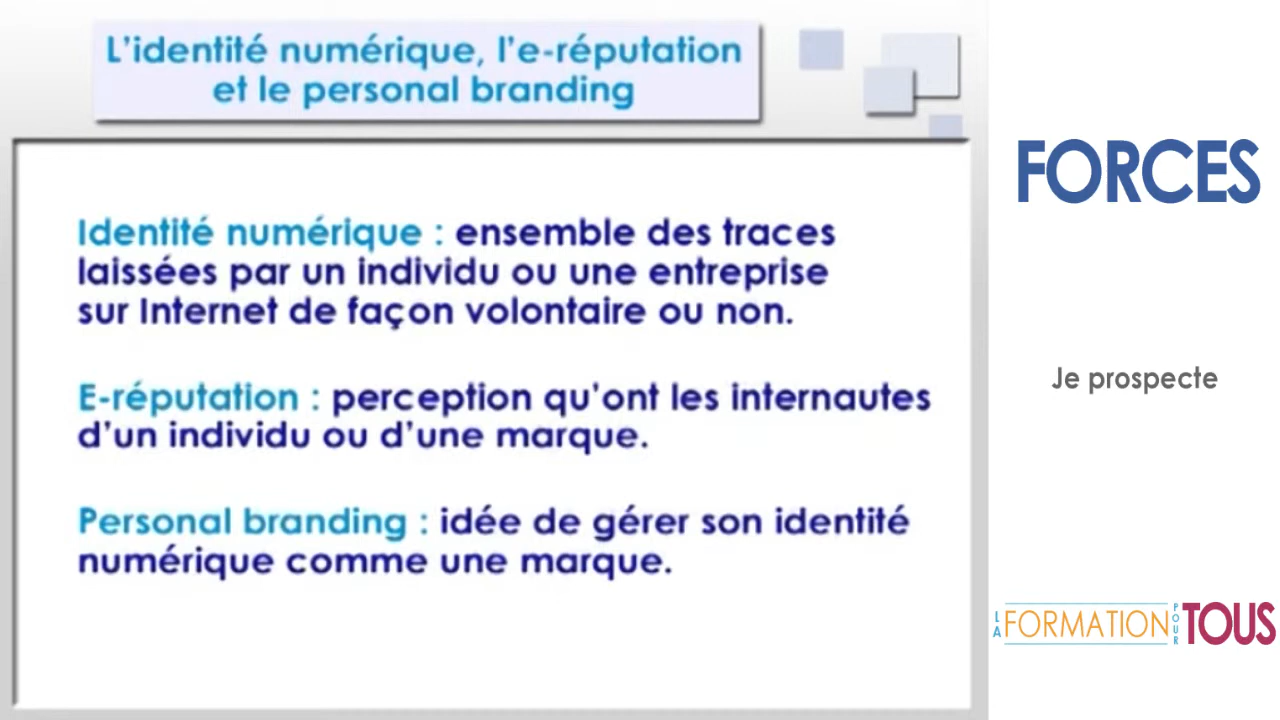 L'identité numérique, l'e-réputation
et le personal branding
Identité numérique : ensemble des traces
laissées par un individu ou une entreprise
sur Internet de façon volontaire ou non.
E-réputation : perception qu'ont les internautes
d'un individu ou d'une marque.
Personal branding : idée de gérer son identité
numérique comme une marque.
FORCES
Je prospecte
LA FORMATION POUR TOUS